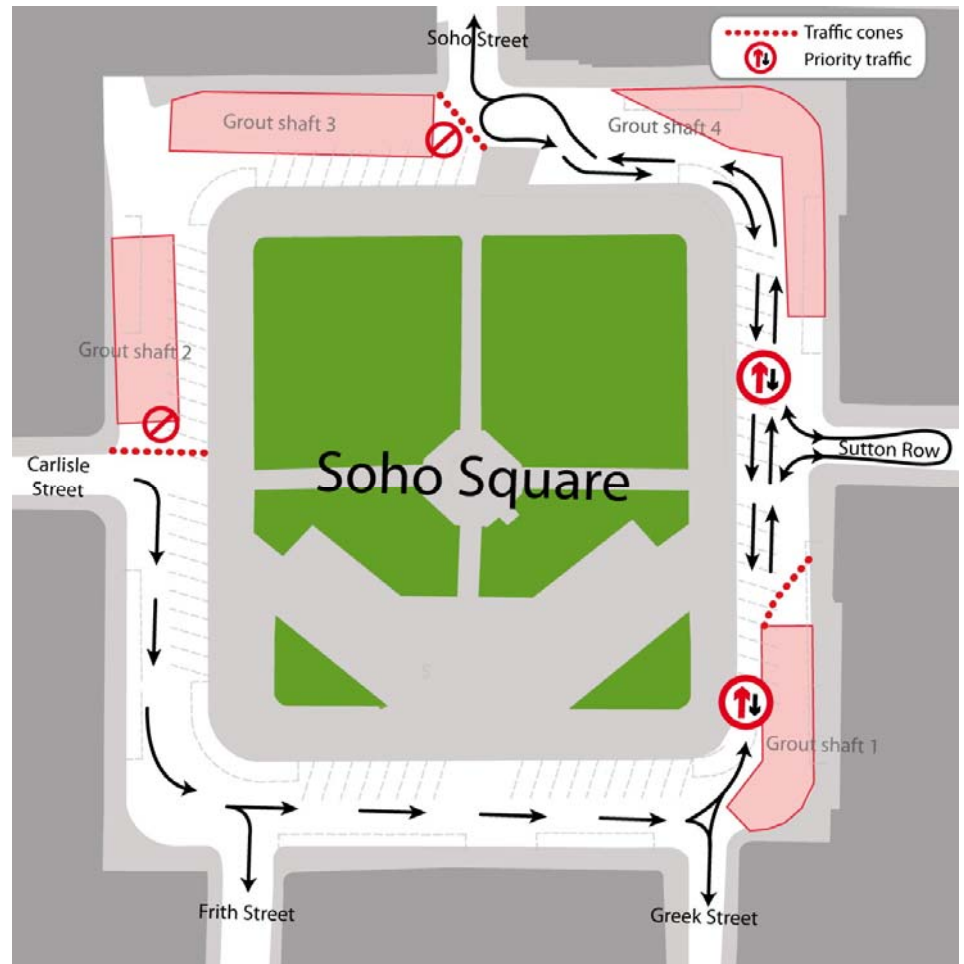 Soho Street
Traffic cones
Priority traffic
Grout shaft 3
Grout shaft 4
Grout shaft 2
Carlisle
Street
Soho Square
Sutton Row
S
Grout shaft 1
Frith Street
Greek Street